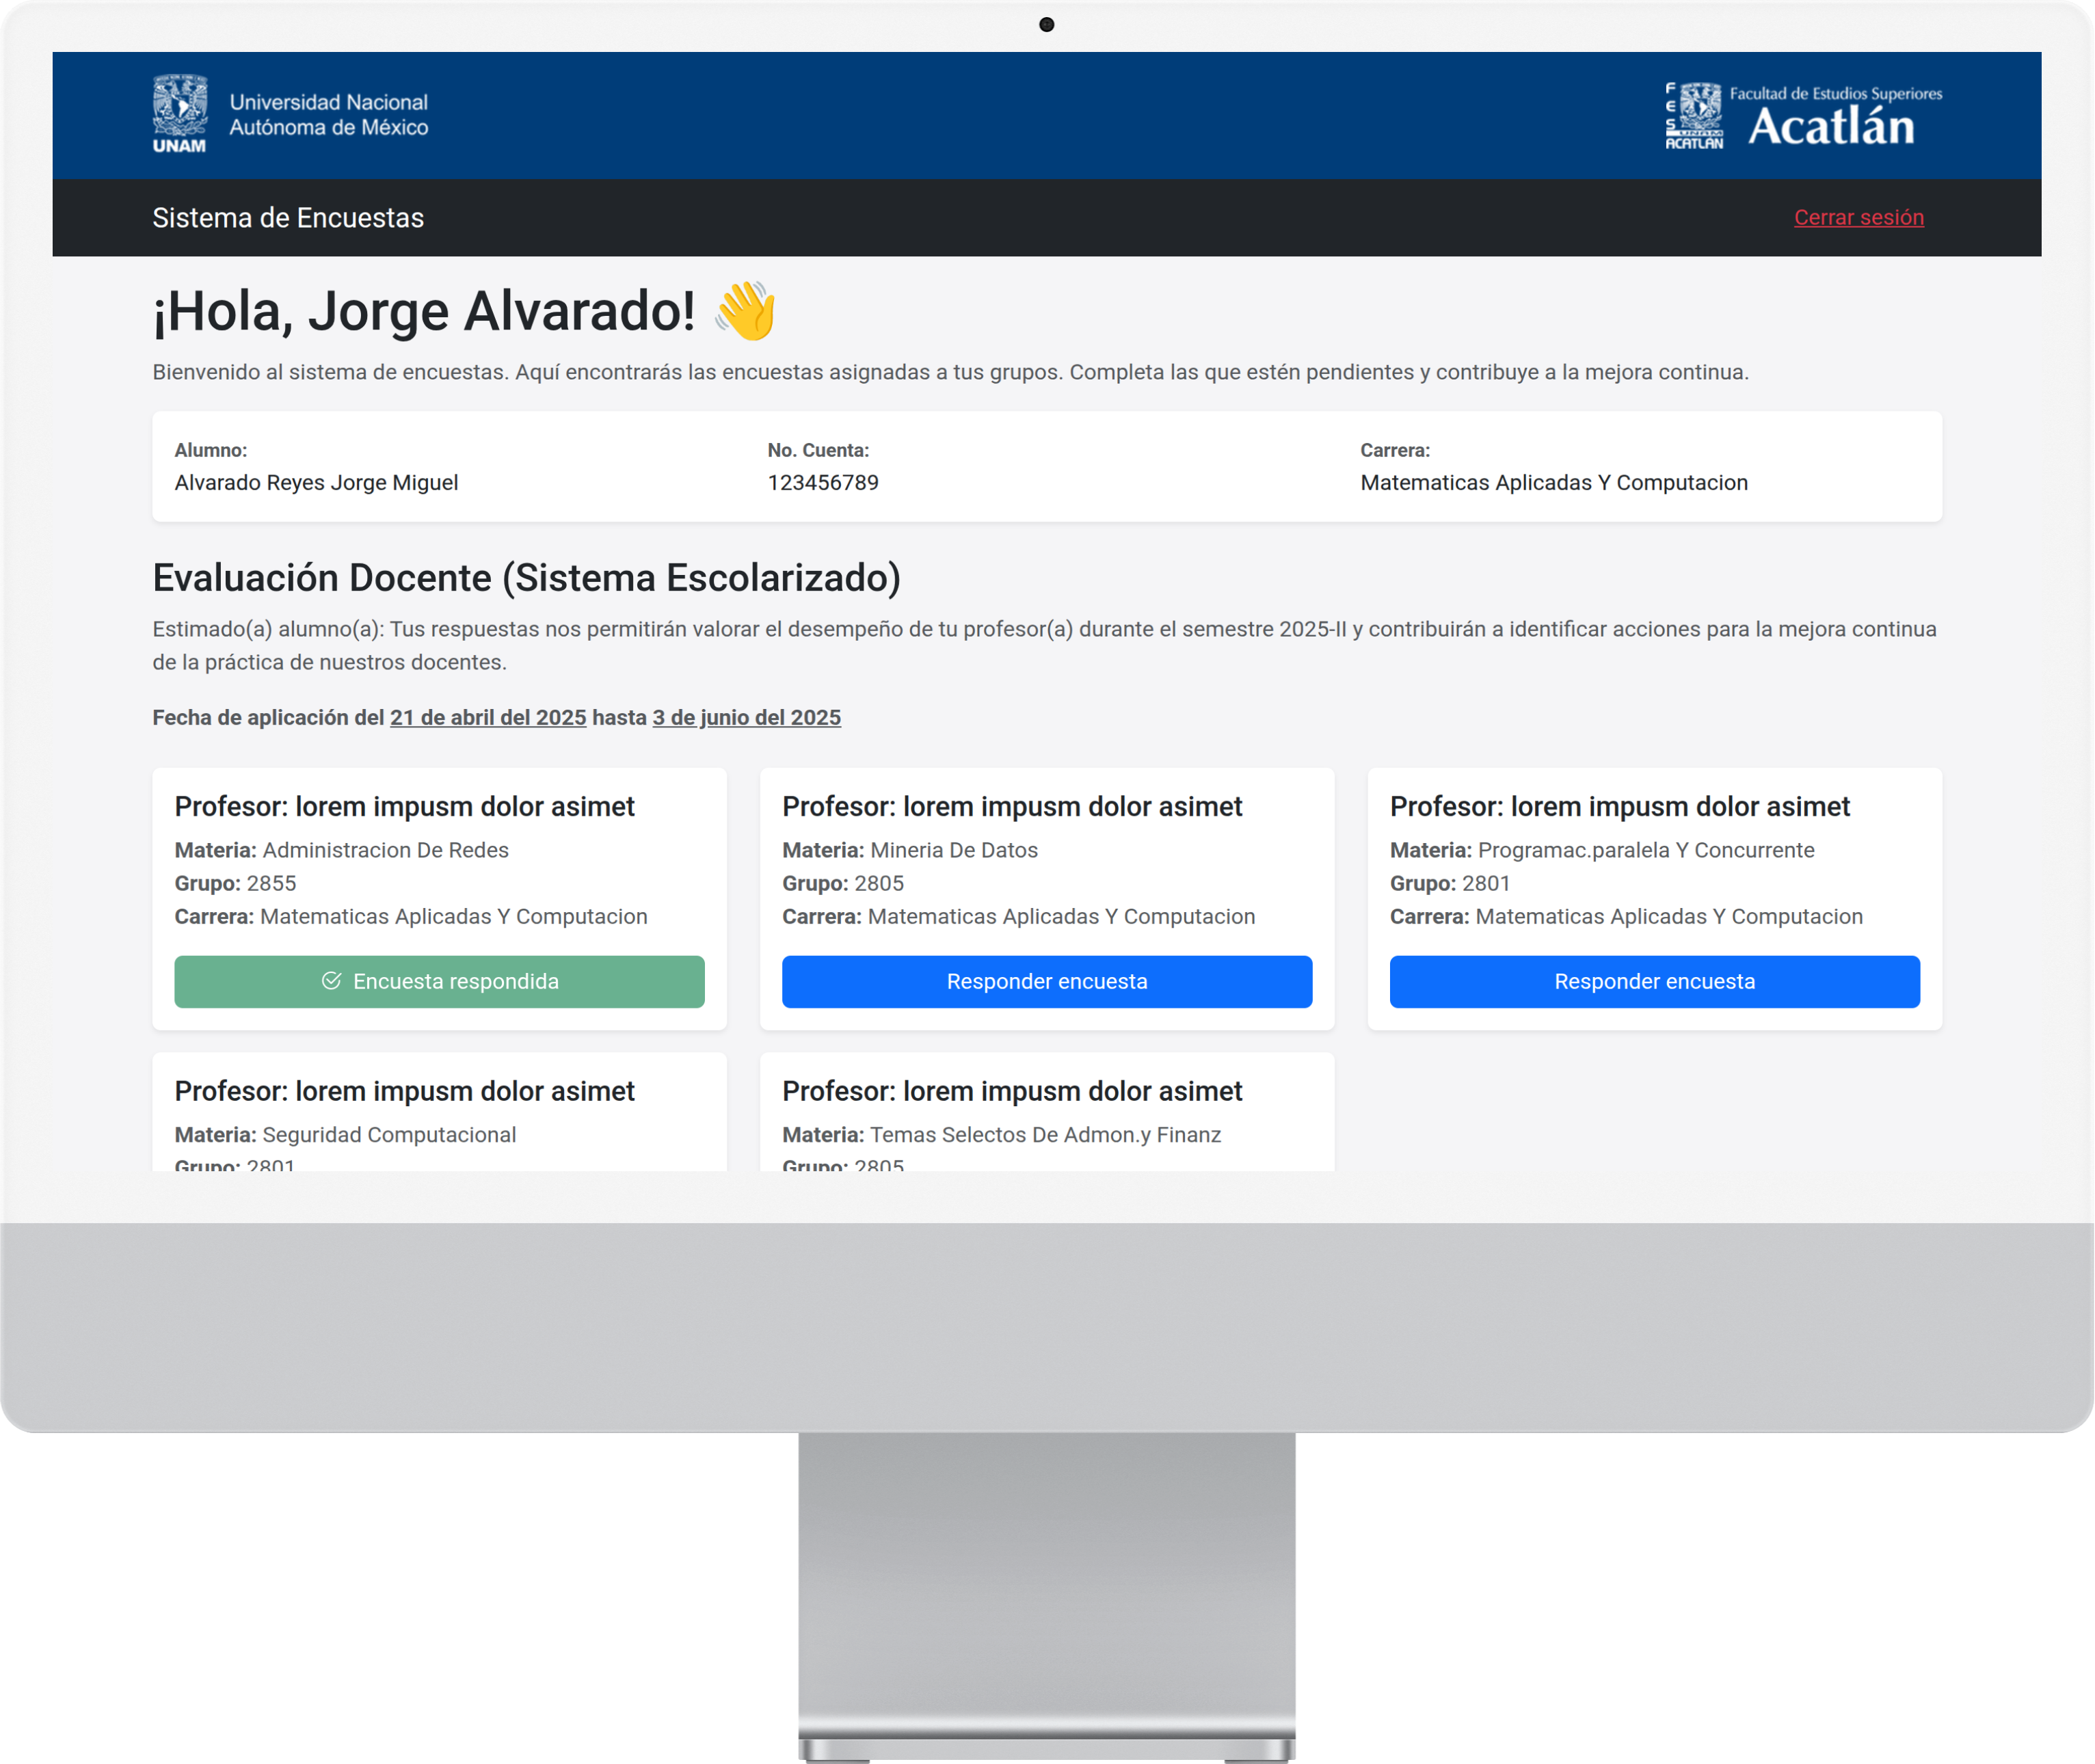 UNAM
Universidad Nacional
Autónoma de México
FES
ACATLÁN
Facultad de Estudios Superiores
Acatlán
Sistema de Encuestas
Cerrar sesión
¡Hola, Jorge Alvarado! 👋
Bienvenido al sistema de encuestas. Aquí encontrarás las encuestas asignadas a tus grupos. Completa las que estén pendientes y contribuye a la mejora continua.
Alumno:
Alvarado Reyes Jorge Miguel
No. Cuenta:
123456789
Carrera:
Matematicas Aplicadas Y Computacion
Evaluación Docente (Sistema Escolarizado)
Estimado(a) alumno(a): Tus respuestas nos permitirán valorar el desempeño de tu profesor(a) durante el semestre 2025-II y contribuirán a identificar acciones para la mejora continua
de la práctica de nuestros docentes.
Fecha de aplicación del 21 de abril del 2025 hasta 3 de junio del 2025
Profesor: lorem impusm dolor asimet
Materia: Administracion De Redes
Grupo: 2855
Carrera: Matematicas Aplicadas Y Computacion
Encuesta respondida
Profesor: lorem impusm dolor asimet
Materia: Mineria De Datos
Grupo: 2805
Carrera: Matematicas Aplicadas Y Computacion
Responder encuesta
Profesor: lorem impusm dolor asimet
Materia: Programac.paralela Y Concurrente
Grupo: 2801
Carrera: Matematicas Aplicadas Y Computacion
Responder encuesta
Profesor: lorem impusm dolor asimet
Materia: Seguridad Computacional
Grupo: 2801
Profesor: lorem impusm dolor asimet
Materia: Temas Selectos De Admon.y Finanz
Grupo: 2805